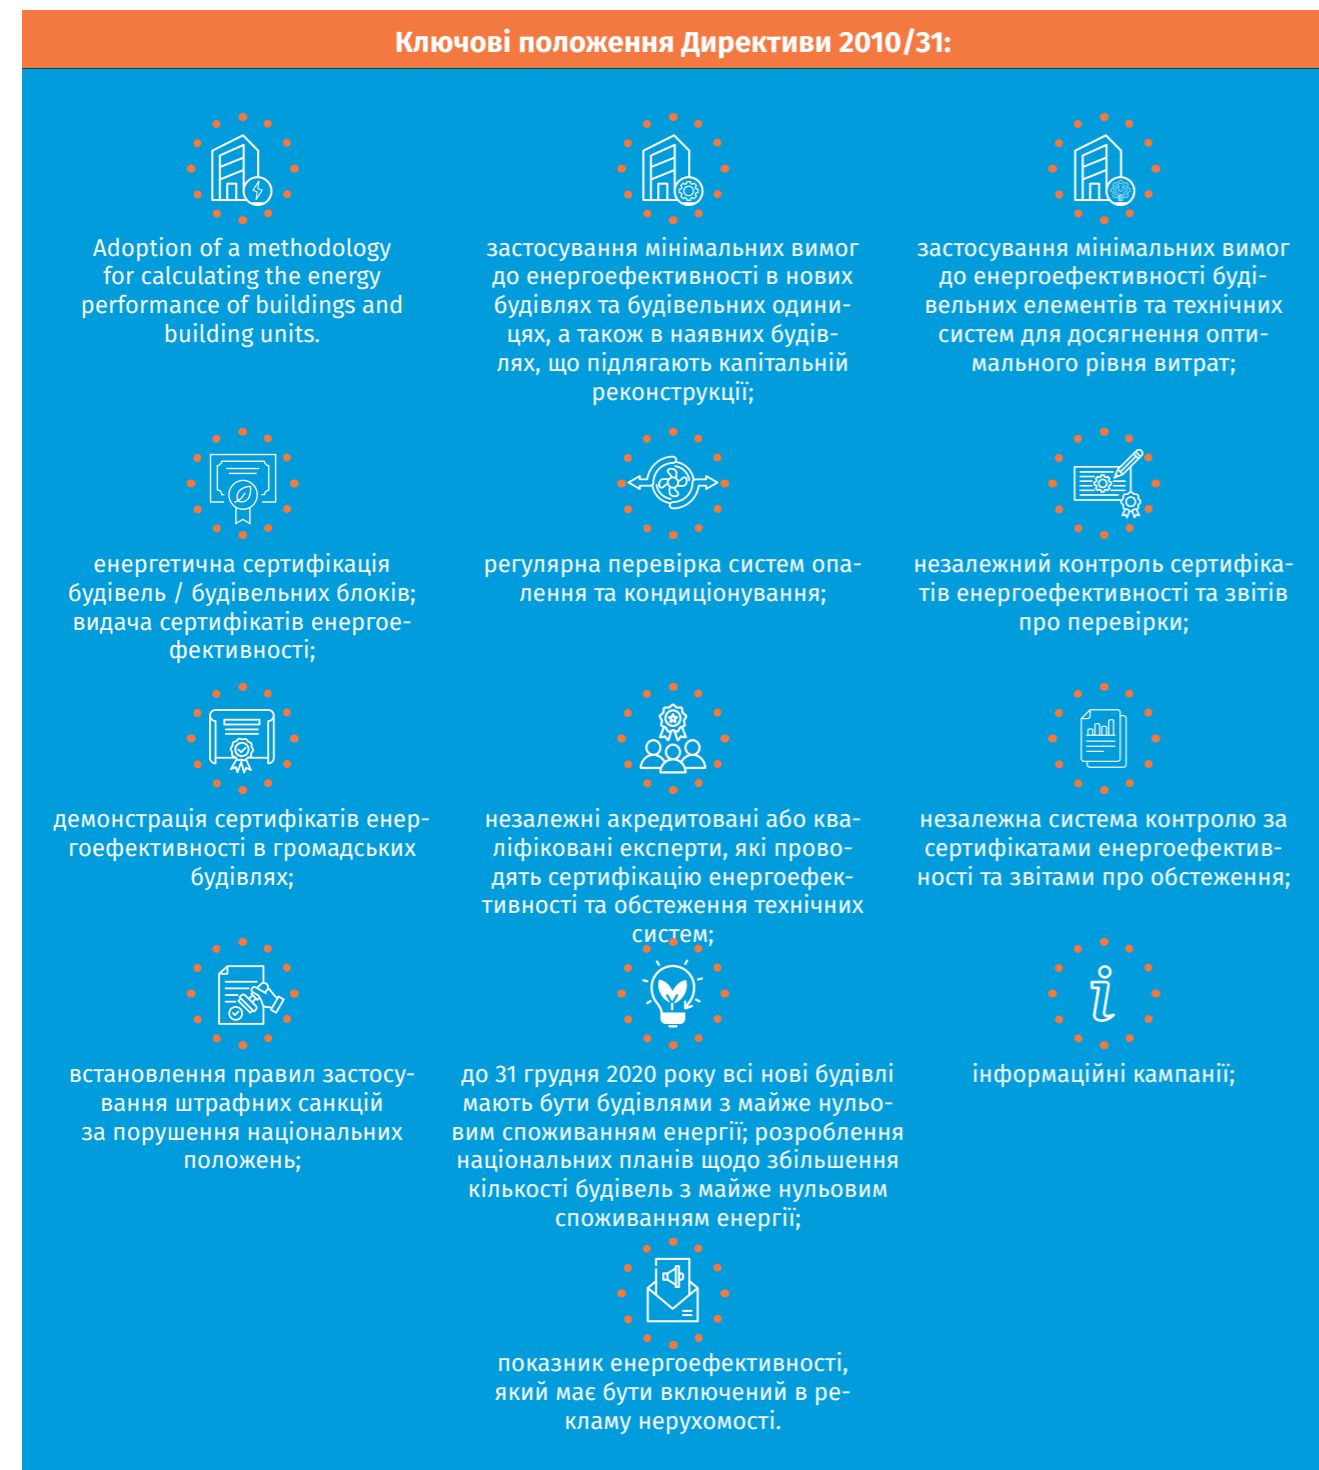 Ключові положення Директиви 2010/31:
Adoption of a methodology
for calculating the energy
performance of buildings and
building units.
застосування мінімальних вимог
до енергоефективності в нових
будівлях та будівельних одини-
цях, а також в наявних будів-
лях, що підлягають капітальній
реконструкції;
застосування мінімальних вимог
до енергоефективності буді-
вельних елементів та технічних
систем для досягнення опти-
мального рівня витрат;
енергетична сертифікація
будівель / будівельних блоків;
видача сертифікатів енергое-
фективності;
регулярна перевірка систем опа-
лення та кондиціонування;
незалежний контроль сертифіка-
тів енергоефективності та звітів
про перевірки;
демонстрація сертифікатів енер-
гоефективності в громадських
будівлях;
незалежні акредитовані або ква-
ліфіковані експерти, які прово-
дять сертифікацію енергоефек-
тивності та обстеження технічних
систем;
незалежна система контролю за
сертифікатами енергоефектив-
ності та звітами про обстеження;
встановлення правил застосу-
вання штрафних санкцій
за порушення національних
положень;
до 31 грудня 2020 року всі нові будівлі
мають бути будівлями з майже нульо-
вим споживанням енергії; розроблення
національних планів щодо збільшення
кількості будівель з майже нульовим
споживанням енергії;
інформаційні кампанії;
показник енергоефективності,
який має бути включений в ре-
кламу нерухомості.